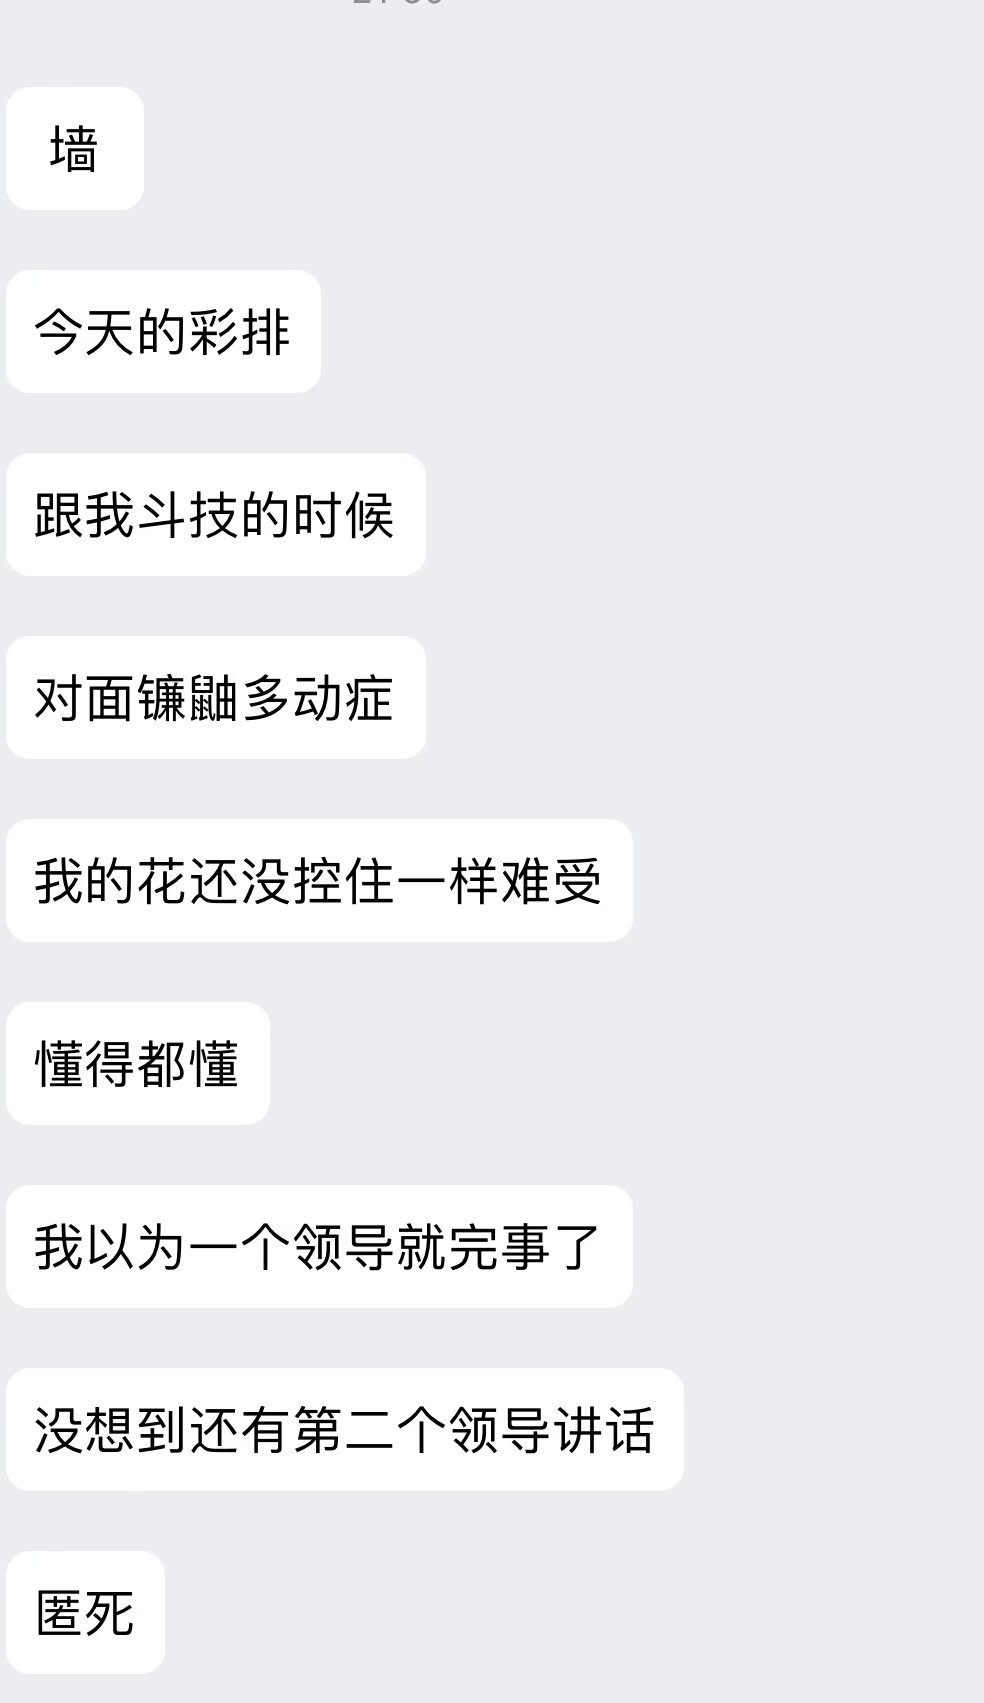 墙
今天的彩排
跟我斗技的时候
对面镰鼬多动症
我的花还没控住一样难受
懂得都懂
我以为一个领导就完事了
没想到还有第二个领导讲话
匿死